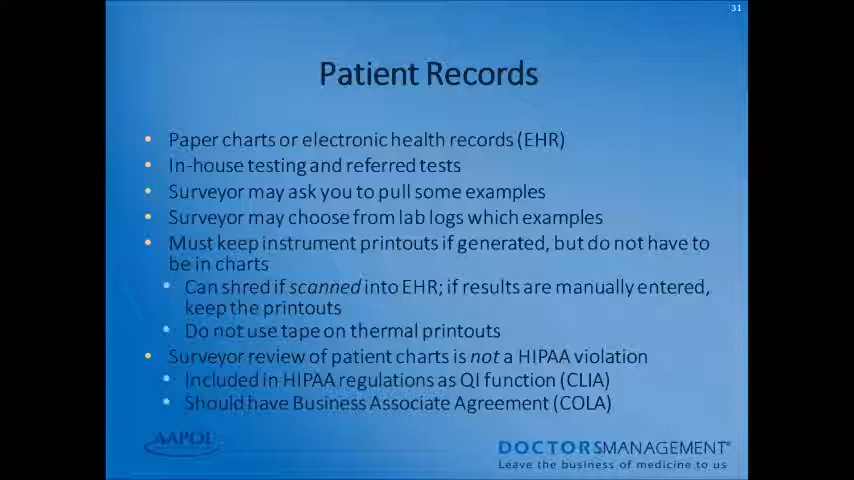 31
Patient Records
• Paper charts or electronic health records (EHR)
• In-house testing and referred tests
• Surveyor may ask you to pull some examples
• Surveyor may choose from lab logs which examples
• Must keep instrument printouts if generated, but do not have to
be in charts
• Can shred if scanned into EHR; if results are manually entered,
keep the printouts
• Do not use tape on thermal printouts
• Surveyor review of patient charts is not a HIPAA violation
• Included in HIPAA regulations as QI function (CLIA)
• Should have Business Associate Agreement (COLA)
AAPOL
DOCTORSMANAGEMENT®
Leave the business of medicine to us